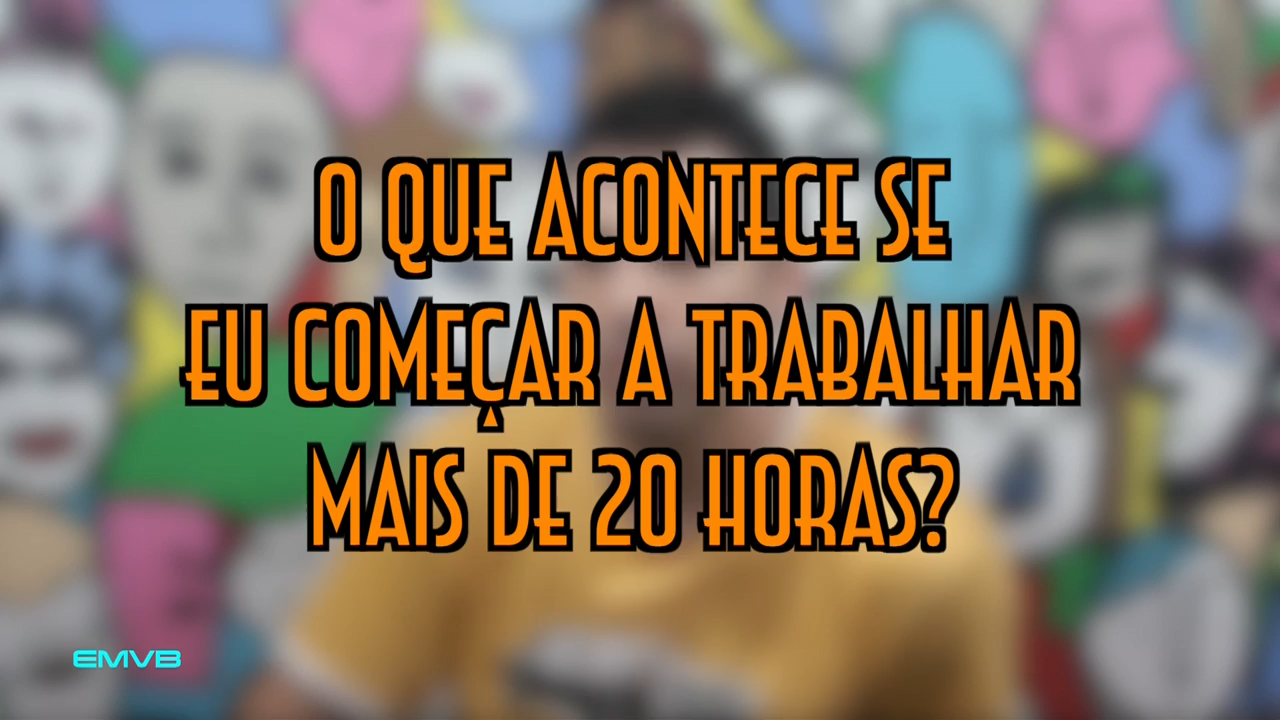 O QUE ACONTECE SE
EU COMEÇAR A TRABALHAR
MAIS DE 20 HORAS?
EMVB